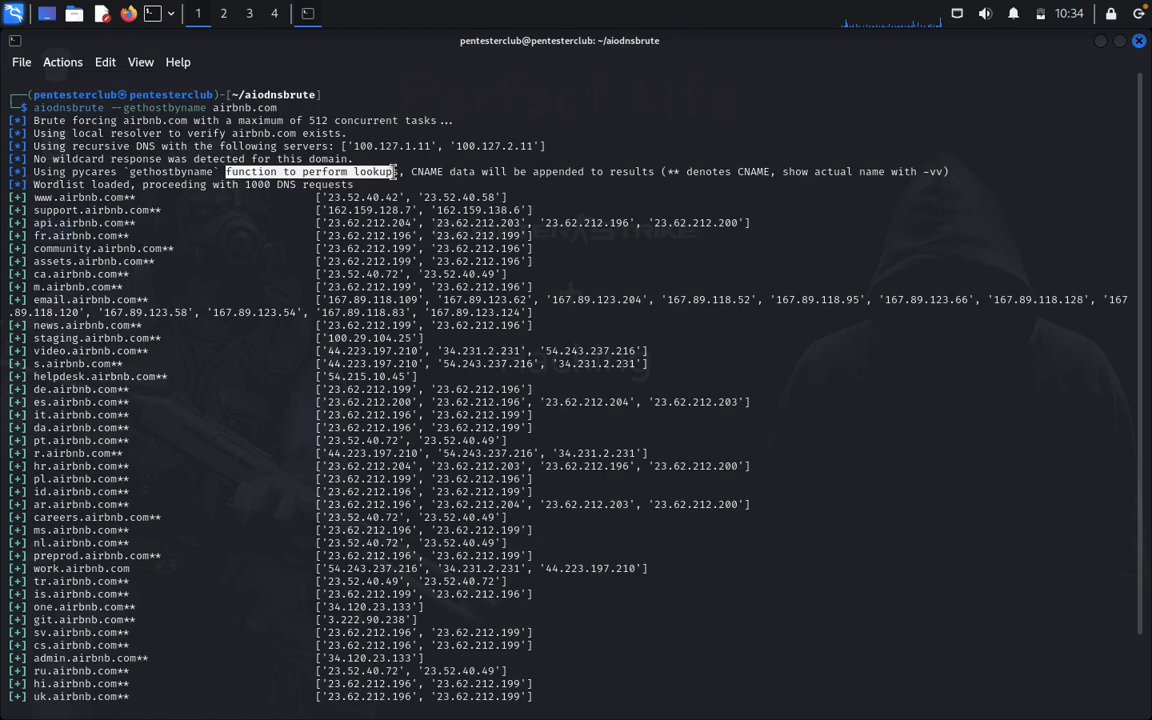 1 2 3 4 10:34
pentesterclub@pentesterclub: ~/aiodnsbrute
File Actions Edit View Help
┌──(pentesterclub㉿pentesterclub)-[~/aiodnsbrute]
└─$ aiodnsbrute --gethostbyname airbnb.com
[*] Brute forcing airbnb.com with a maximum of 512 concurrent tasks...
[*] Using local resolver to verify airbnb.com exists.
[*] Using recursive DNS with the following servers: ['100.127.1.11', '100.127.2.11']
[*] No wildcard response was detected for this domain.
[*] Using pycares `gethostbyname` function to perform lookups, CNAME data will be appended to results (** denotes CNAME, show actual name with -vv)
[*] Wordlist loaded, proceeding with 1000 DNS requests
[+] www.airbnb.com** ['23.52.40.42', '23.52.40.58']
[+] support.airbnb.com** ['162.159.128.7', '162.159.138.6']
[+] api.airbnb.com** ['23.62.212.204', '23.62.212.203', '23.62.212.196', '23.62.212.200']
[+] fr.airbnb.com** ['23.62.212.196', '23.62.212.199']
[+] community.airbnb.com** ['23.62.212.196', '23.62.212.199']
[+] assets.airbnb.com** ['23.62.212.196', '23.62.212.199']
[+] ca.airbnb.com** ['23.52.40.72', '23.52.40.49']
[+] m.airbnb.com** ['23.62.212.196', '23.62.212.199']
[+] email.airbnb.com** ['167.89.118.109', '167.89.123.62', '167.89.123.204', '167.89.118.52', '167.89.118.95', '167.89.123.66', '167.89.118.128', '167
.89.118.120', '167.89.123.58', '167.89.123.54', '167.89.118.83', '167.89.123.124']
[+] news.airbnb.com** ['23.62.212.199', '23.62.212.196']
[+] staging.airbnb.com** ['100.29.104.25']
[+] video.airbnb.com** ['44.223.197.210', '34.231.2.231', '54.243.237.216']
[+] s.airbnb.com** ['44.223.197.210', '54.243.237.216', '34.231.2.231']
[+] helpdesk.airbnb.com** ['54.215.10.45']
[+] de.airbnb.com** ['23.62.212.199', '23.62.212.196']
[+] es.airbnb.com** ['23.62.212.200', '23.62.212.196', '23.62.212.204', '23.62.212.203']
[+] it.airbnb.com** ['23.62.212.196', '23.62.212.199']
[+] da.airbnb.com** ['23.62.212.196', '23.62.212.199']
[+] pt.airbnb.com** ['23.52.40.72', '23.52.40.49']
[+] r.airbnb.com** ['44.223.197.210', '54.243.237.216', '34.231.2.231']
[+] hr.airbnb.com** ['23.62.212.204', '23.62.212.203', '23.62.212.196', '23.62.212.200']
[+] pl.airbnb.com** ['23.62.212.196', '23.62.212.199']
[+] id.airbnb.com** ['23.62.212.196', '23.62.212.199']
[+] ar.airbnb.com** ['23.62.212.196', '23.62.212.204', '23.62.212.203', '23.62.212.200']
[+] careers.airbnb.com** ['23.52.40.72', '23.52.40.49']
[+] ms.airbnb.com** ['23.62.212.196', '23.62.212.199']
[+] nl.airbnb.com** ['23.52.40.72', '23.52.40.49']
[+] preprod.airbnb.com** ['23.62.212.196', '23.62.212.199']
[+] work.airbnb.com ['54.243.237.216', '34.231.2.231', '44.223.197.210']
[+] tr.airbnb.com** ['23.52.40.49', '23.52.40.72']
[+] is.airbnb.com** ['23.62.212.199', '23.62.212.196']
[+] one.airbnb.com** ['34.120.23.133']
[+] git.airbnb.com** ['3.222.90.238']
[+] sv.airbnb.com** ['23.62.212.196', '23.62.212.199']
[+] cs.airbnb.com** ['23.62.212.196', '23.62.212.199']
[+] admin.airbnb.com** ['34.120.23.133']
[+] ru.airbnb.com** ['23.52.40.72', '23.52.40.49']
[+] hi.airbnb.com** ['23.62.212.196', '23.62.212.199']
[+] uk.airbnb.com** ['23.62.212.196', '23.62.212.199']